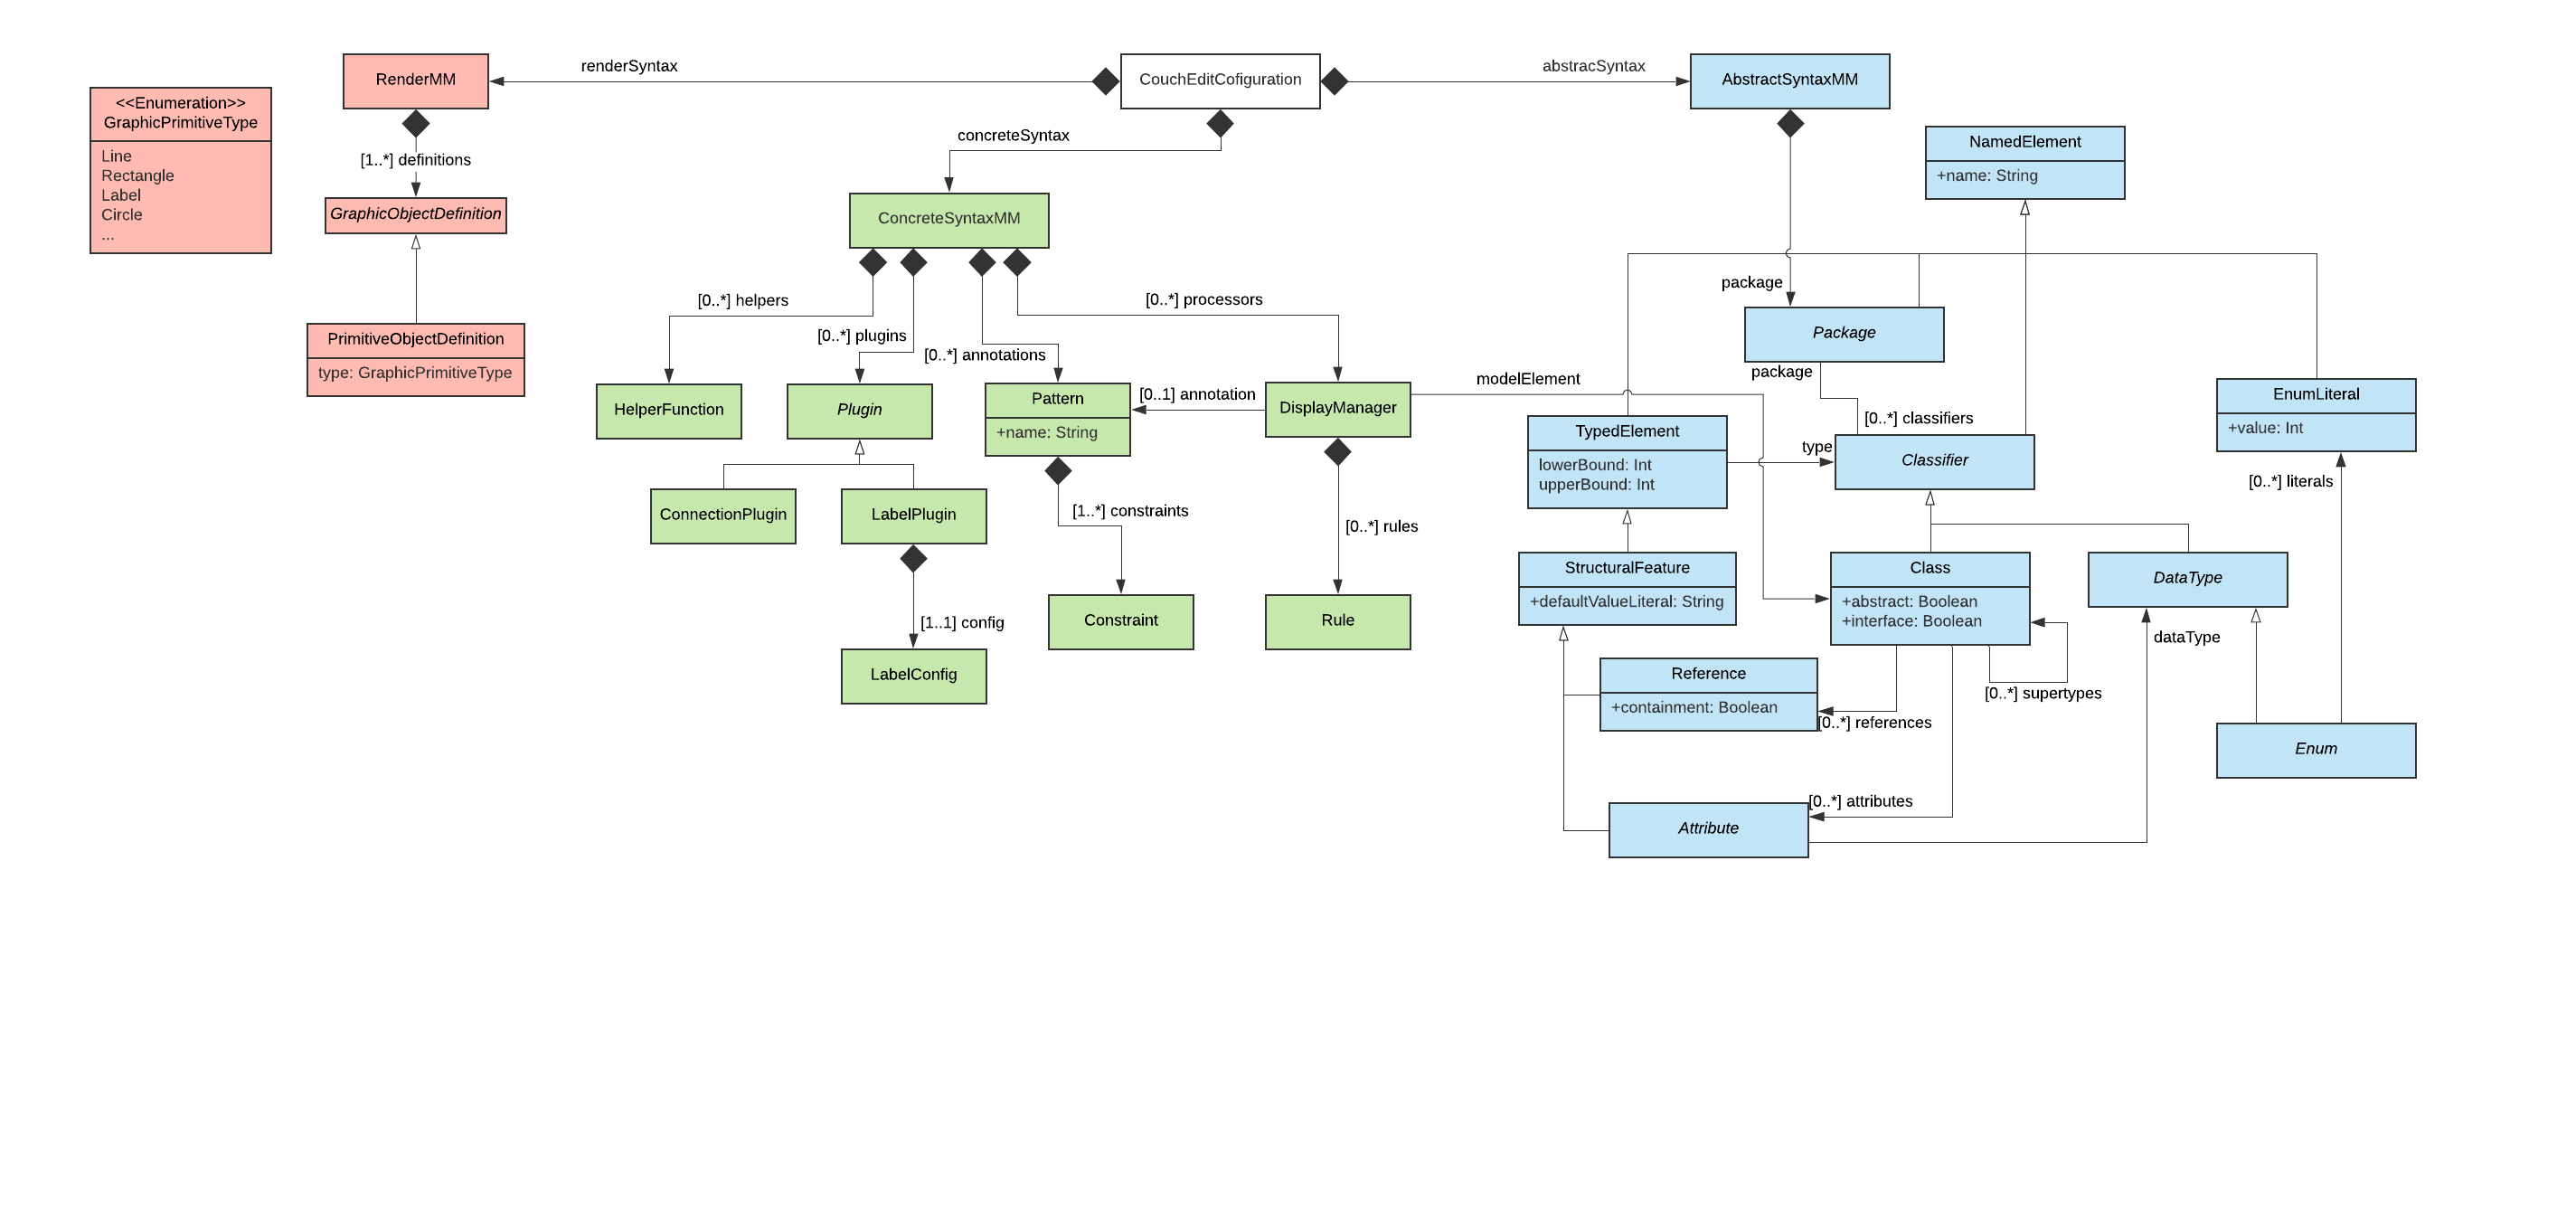 RenderMM
renderSyntax
CouchEditCofiguration
abstracSyntax
AbstractSyntaxMM
<<Enumeration>>
GraphicPrimitiveType
Line
Rectangle
Label
Circle
...
[1..*] definitions
GraphicObjectDefinition
PrimitiveObjectDefinition
type: GraphicPrimitiveType
concreteSyntax
ConcreteSyntaxMM
[0..*] helpers
[0..*] plugins
[0..*] annotations
[0..*] processors
HelperFunction
Plugin
Pattern
+name: String
[0..1] annotation
DisplayManager
modelElement
ConnectionPlugin
LabelPlugin
[1..*] constraints
[0..*] rules
[1..1] config
LabelConfig
Constraint
Rule
NamedElement
+name: String
package
Package
package
[0..*] classifiers
EnumLiteral
+value: Int
TypedElement
lowerBound: Int
upperBound: Int
type
Classifier
[0..*] literals
StructuralFeature
+defaultValueLiteral: String
Class
+abstract: Boolean
+interface: Boolean
DataType
dataType
Reference
+containment: Boolean
[0..*] references
[0..*] supertypes
Enum
[0..*] attributes
Attribute